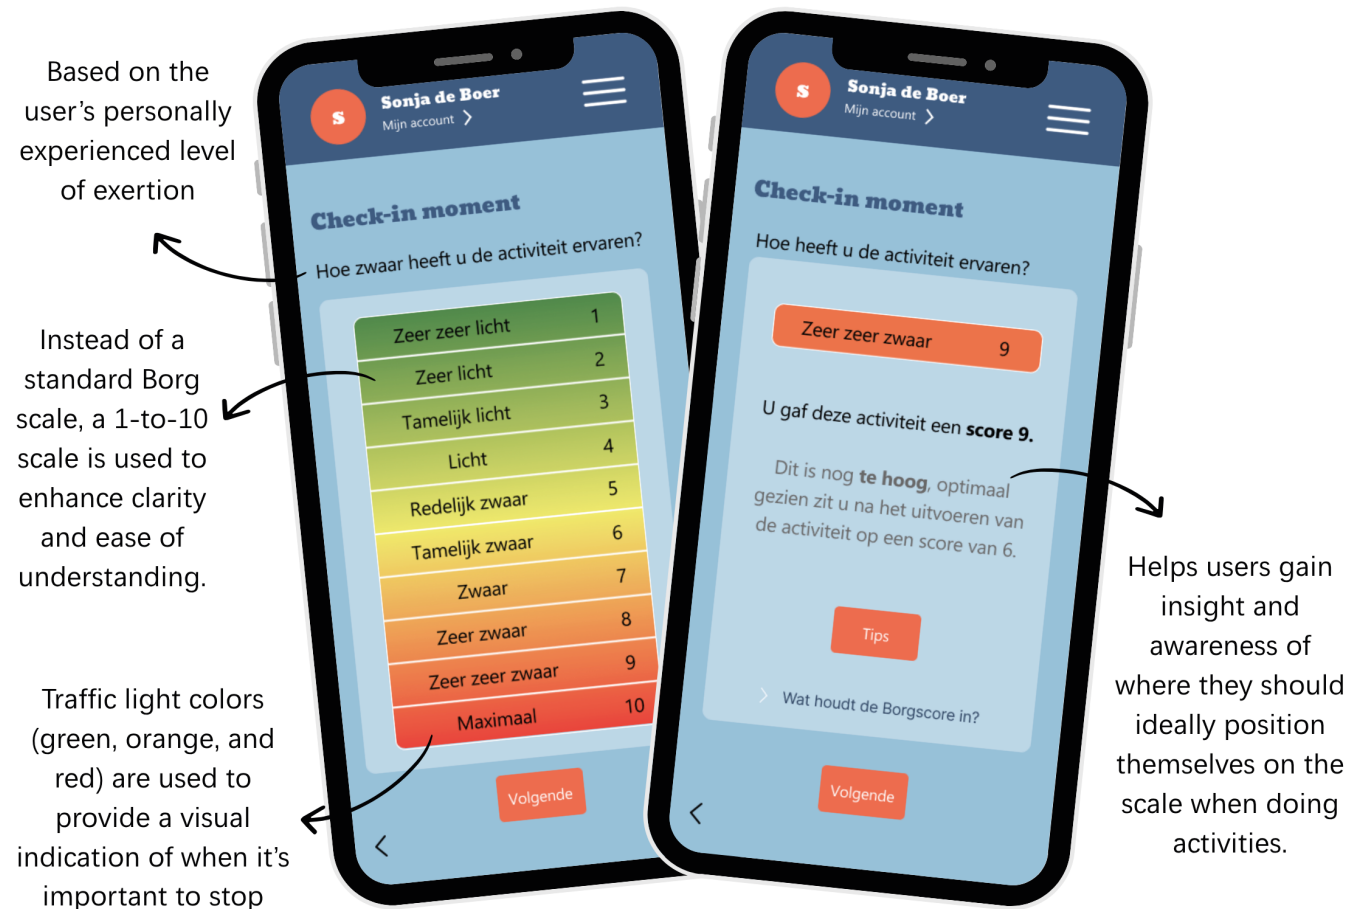 Based on the
user's personally
experienced level
of exertion
Instead of a
standard Borg
scale, a 1-to-10
scale is used to
enhance clarity
and ease of
understanding.
Traffic light colors
(green, orange, and
red) are used to
provide a visual
indication of when it's
important to stop
s
Sonja de Boer
Mijn account
Check-in moment
Hoe zwaar heeft u de activiteit ervaren?
Zeer zeer licht 1
Zeer licht 2
Tamelijk licht 3
Licht 4
Redelijk zwaar 5
Tamelijk zwaar 6
Zwaar 7
Zeer zwaar 8
Zeer zeer zwaar 9
Maximaal 10
Volgende
s
Sonja de Boer
Mijn account
Check-in moment
Hoe heeft u de activiteit ervaren?
Zeer zeer zwaar 9
U gaf deze activiteit een score 9.
Dit is nog te hoog, optimaal
gezien zit u na het uitvoeren van
de activiteit op een score van 6.
Tips
Wat houdt de Borgscore in?
Volgende
Helps users gain
insight and
awareness of
where they should
ideally position
themselves on the
scale when doing
activities.